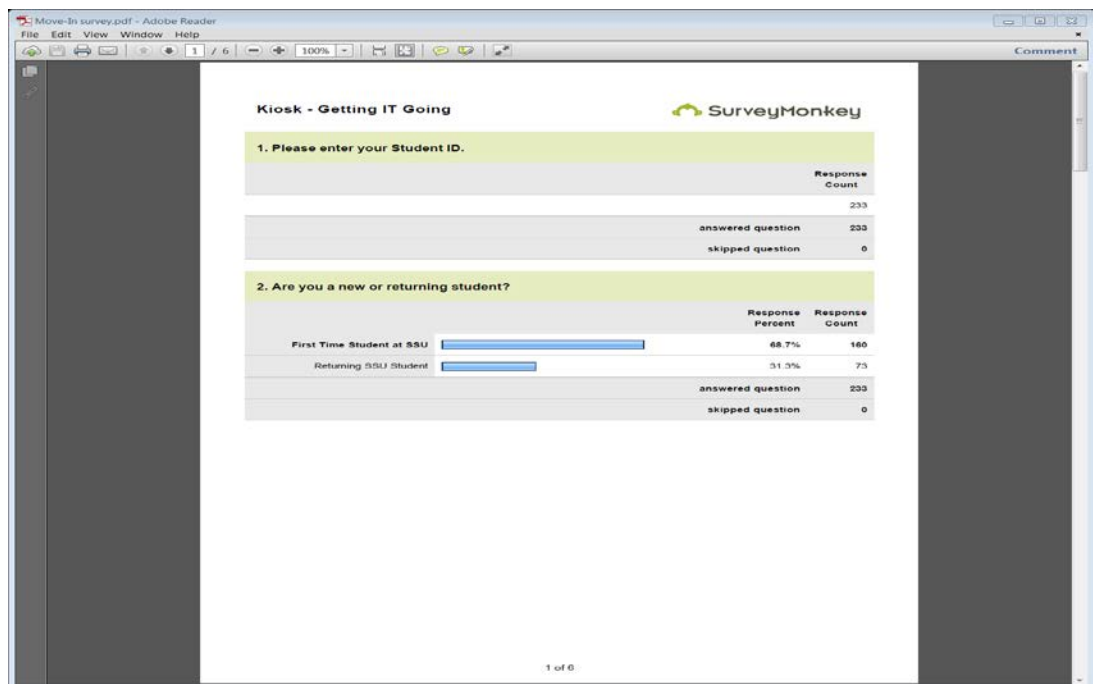 Move-In survey.pdf - Adobe Reader
File Edit View Window Help
1 / 6 100% Comment
Kiosk - Getting IT Going SurveyMonkey
1. Please enter your Student ID.
Response
Count
233
answered question 233
skipped question 0
2. Are you a new or returning student?
Response Response
Percent Count
First Time Student at SSU 68.7% 160
Returning SSU Student 31.3% 73
answered question 233
skipped question 0
1 of 6